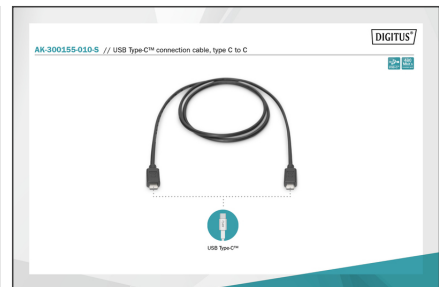 DIGITUS®
AK-300155-010-S // USB Type-C™ connection cable, type C to C
USB Type-C™